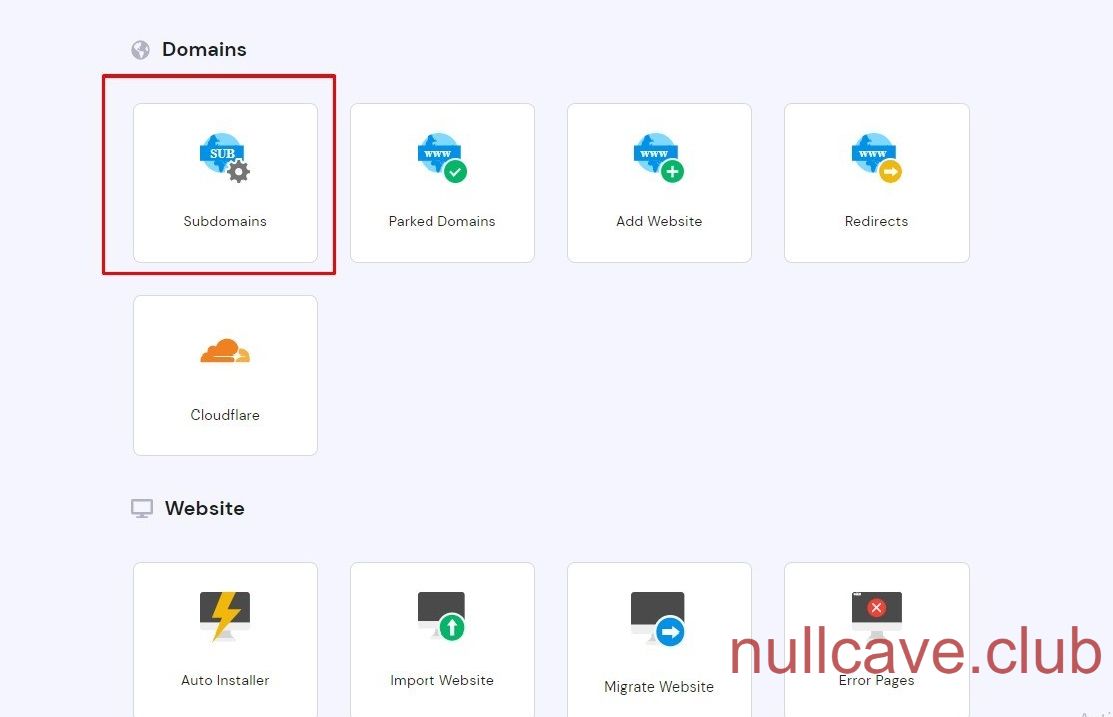 Domains
SUB
www
www
www
Subdomains
Parked Domains
Add Website
Redirects
Cloudflare
Website
Auto Installer
Import Website
Migrate Website
Error Pages
nullcave.club